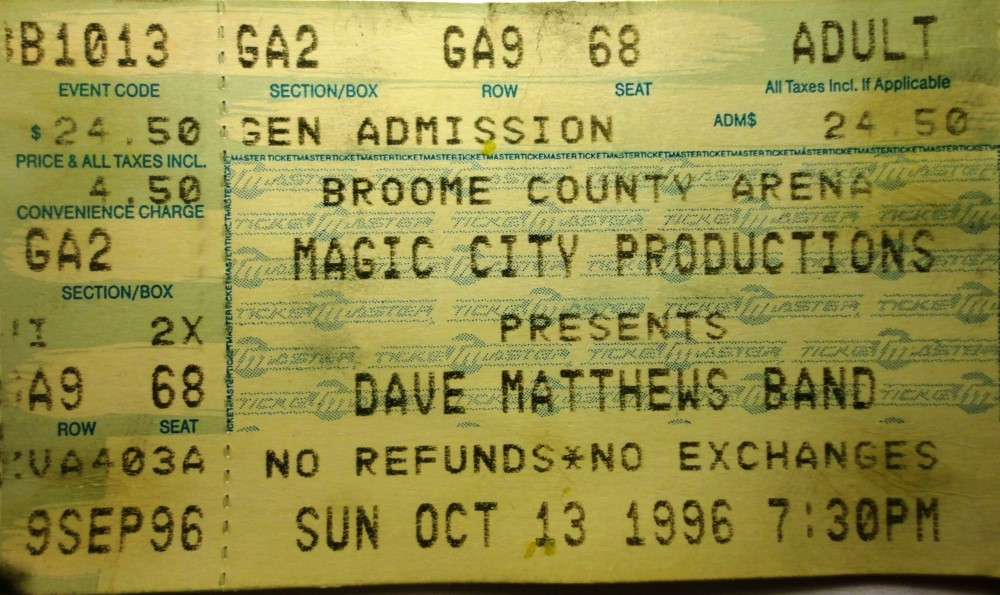 B1013 GA2 GA9 68 ADULT
EVENT CODE SECTION/BOX ROW SEAT All Taxes Incl. If Applicable
$ 24.50 GEN ADMISSION ADM$ 24.50
PRICE & ALL TAXES INCL.
4.50 BROOME COUNTY ARENA
CONVENIENCE CHARGE
GA2 MAGIC CITY PRODUCTIONS
SECTION/BOX
2X PRESENTS
A9 68 DAVE MATTHEWS BAND
ROW SEAT
VA403A NO REFUNDS*NO EXCHANGES
9SEP96 SUN OCT 13 1996 7:30PM